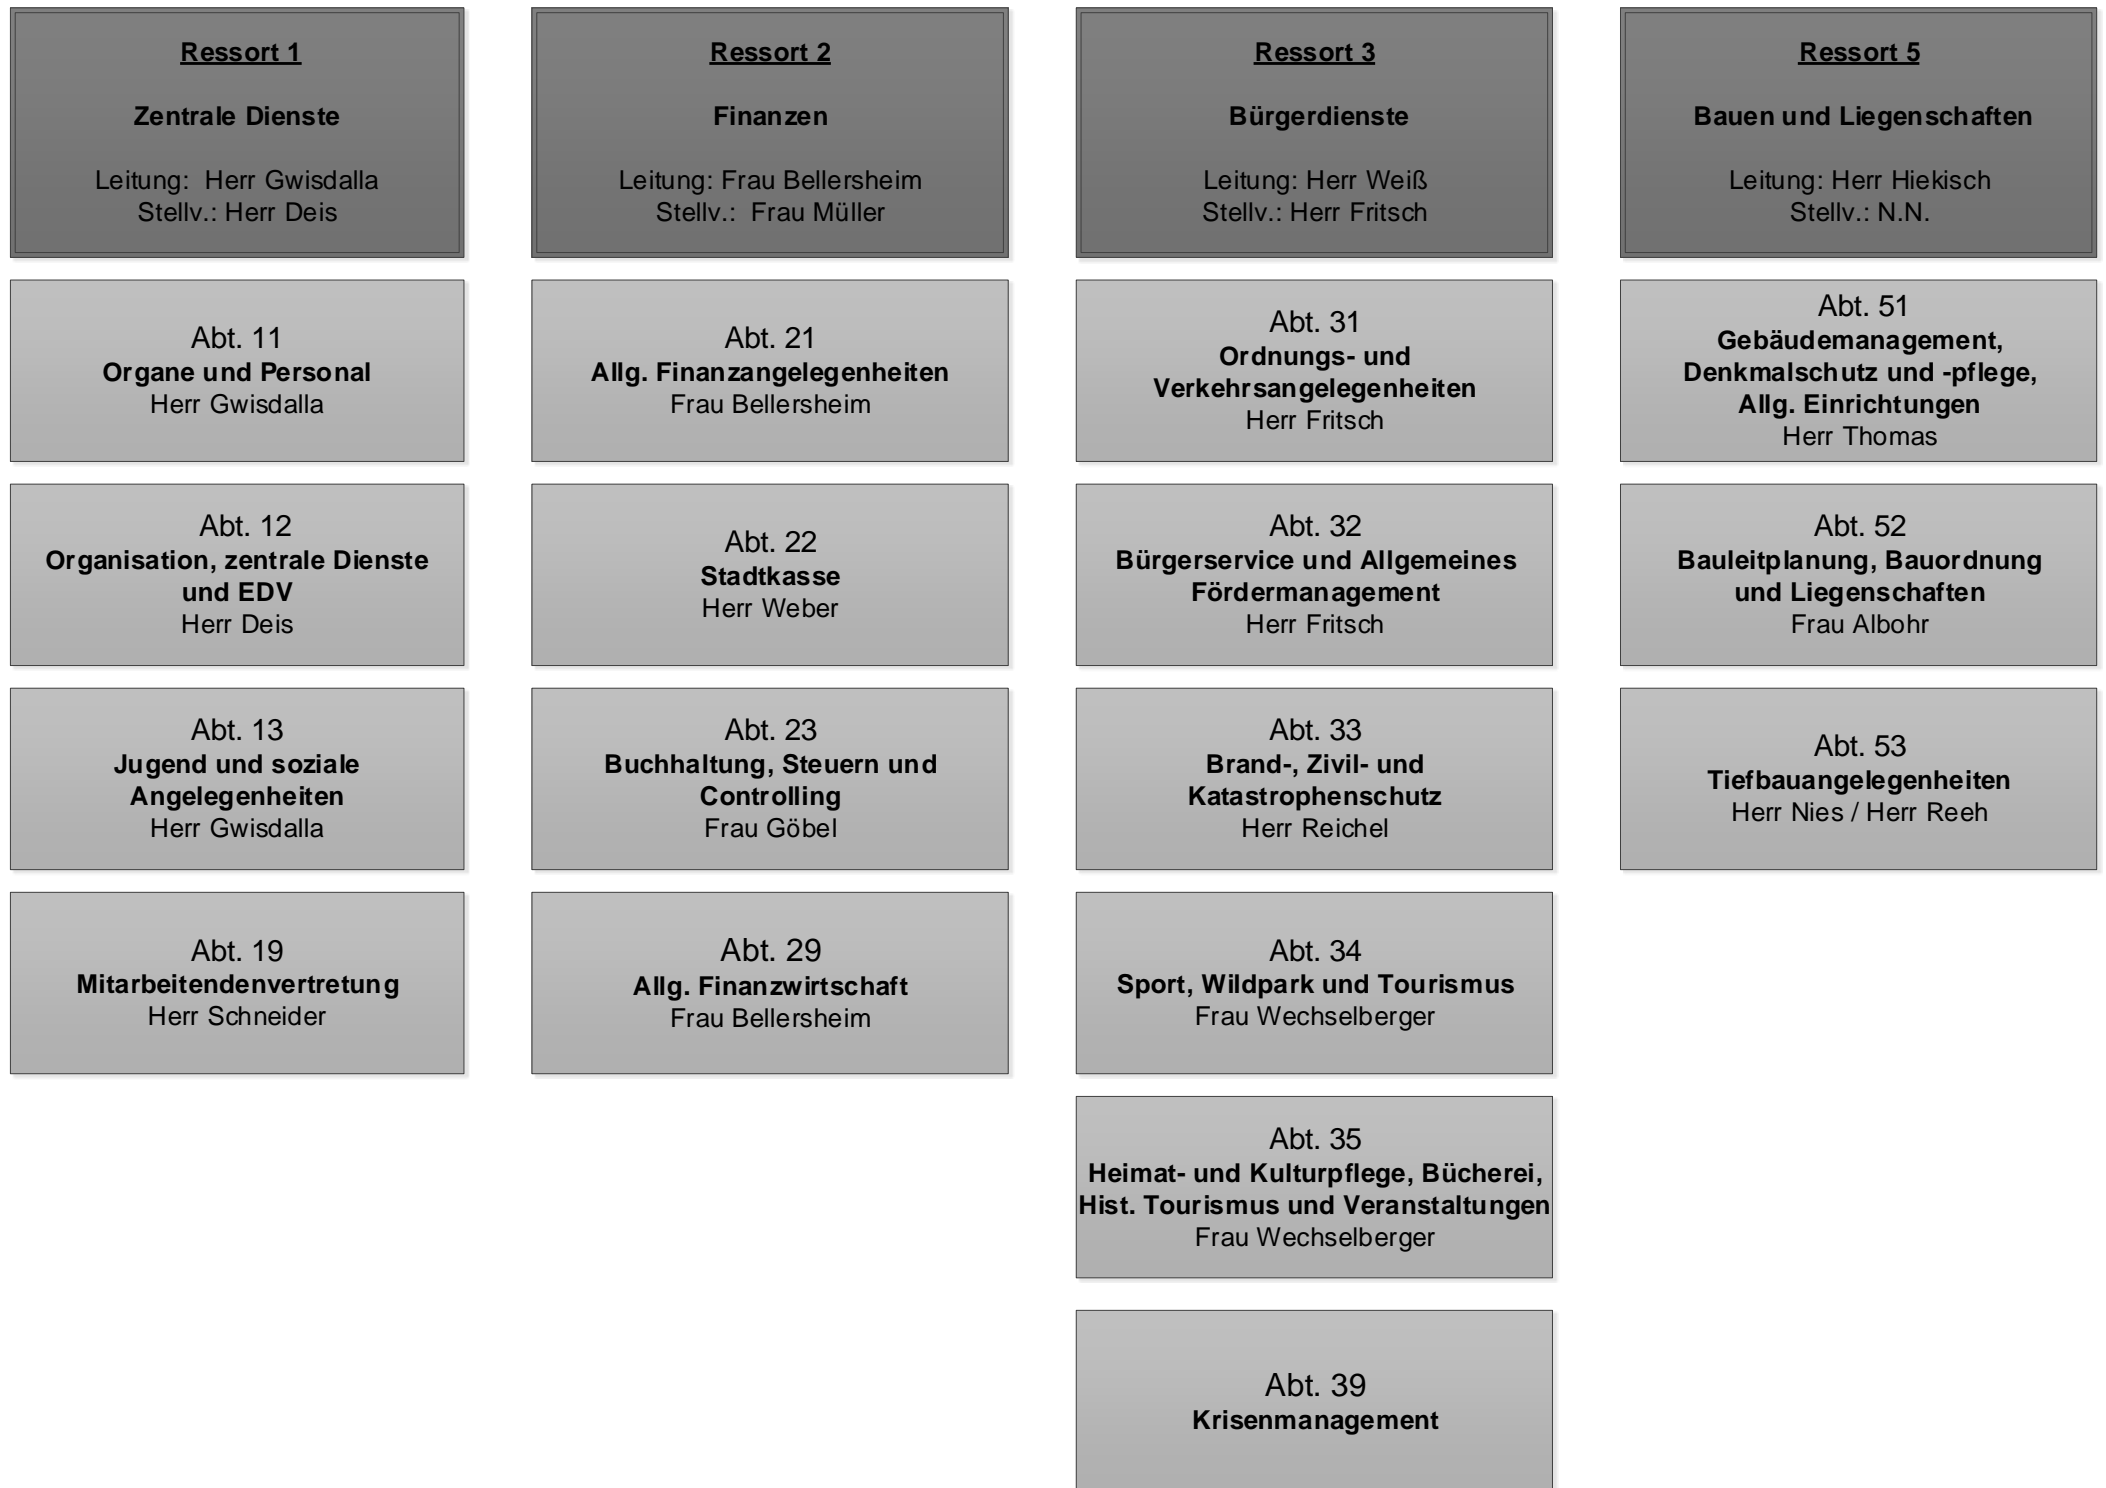 Ressort 1
Zentrale Dienste
Leitung: Herr Gwisdalla
Stellv.: Herr Deis
Abt. 11
Organe und Personal
Herr Gwisdalla
Abt. 12
Organisation, zentrale Dienste
und EDV
Herr Deis
Abt. 13
Jugend und soziale
Angelegenheiten
Herr Gwisdalla
Abt. 19
Mitarbeitendenvertretung
Herr Schneider
Ressort 2
Finanzen
Leitung: Frau Bellersheim
Stellv.: Frau Müller
Abt. 21
Allg. Finanzangelegenheiten
Frau Bellersheim
Abt. 22
Stadtkasse
Herr Weber
Abt. 23
Buchhaltung, Steuern und
Controlling
Frau Göbel
Abt. 29
Allg. Finanzwirtschaft
Frau Bellersheim
Ressort 3
Bürgerdienste
Leitung: Herr Weiß
Stellv.: Herr Fritsch
Abt. 31
Ordnungs- und
Verkehrsangelegenheiten
Herr Fritsch
Abt. 32
Bürgerservice und Allgemeines
Fördermanagement
Herr Fritsch
Abt. 33
Brand-, Zivil- und
Katastrophenschutz
Herr Reichel
Abt. 34
Sport, Wildpark und Tourismus
Frau Wechselberger
Abt. 35
Heimat- und Kulturpflege, Bücherei,
Hist. Tourismus und Veranstaltungen
Frau Wechselberger
Abt. 39
Krisenmanagement
Ressort 5
Bauen und Liegenschaften
Leitung: Herr Hiekisch
Stellv.: N.N.
Abt. 51
Gebäudemanagement,
Denkmalschutz und -pflege,
Allg. Einrichtungen
Herr Thomas
Abt. 52
Bauleitplanung, Bauordnung
und Liegenschaften
Frau Albohr
Abt. 53
Tiefbauangelegenheiten
Herr Nies / Herr Reeh